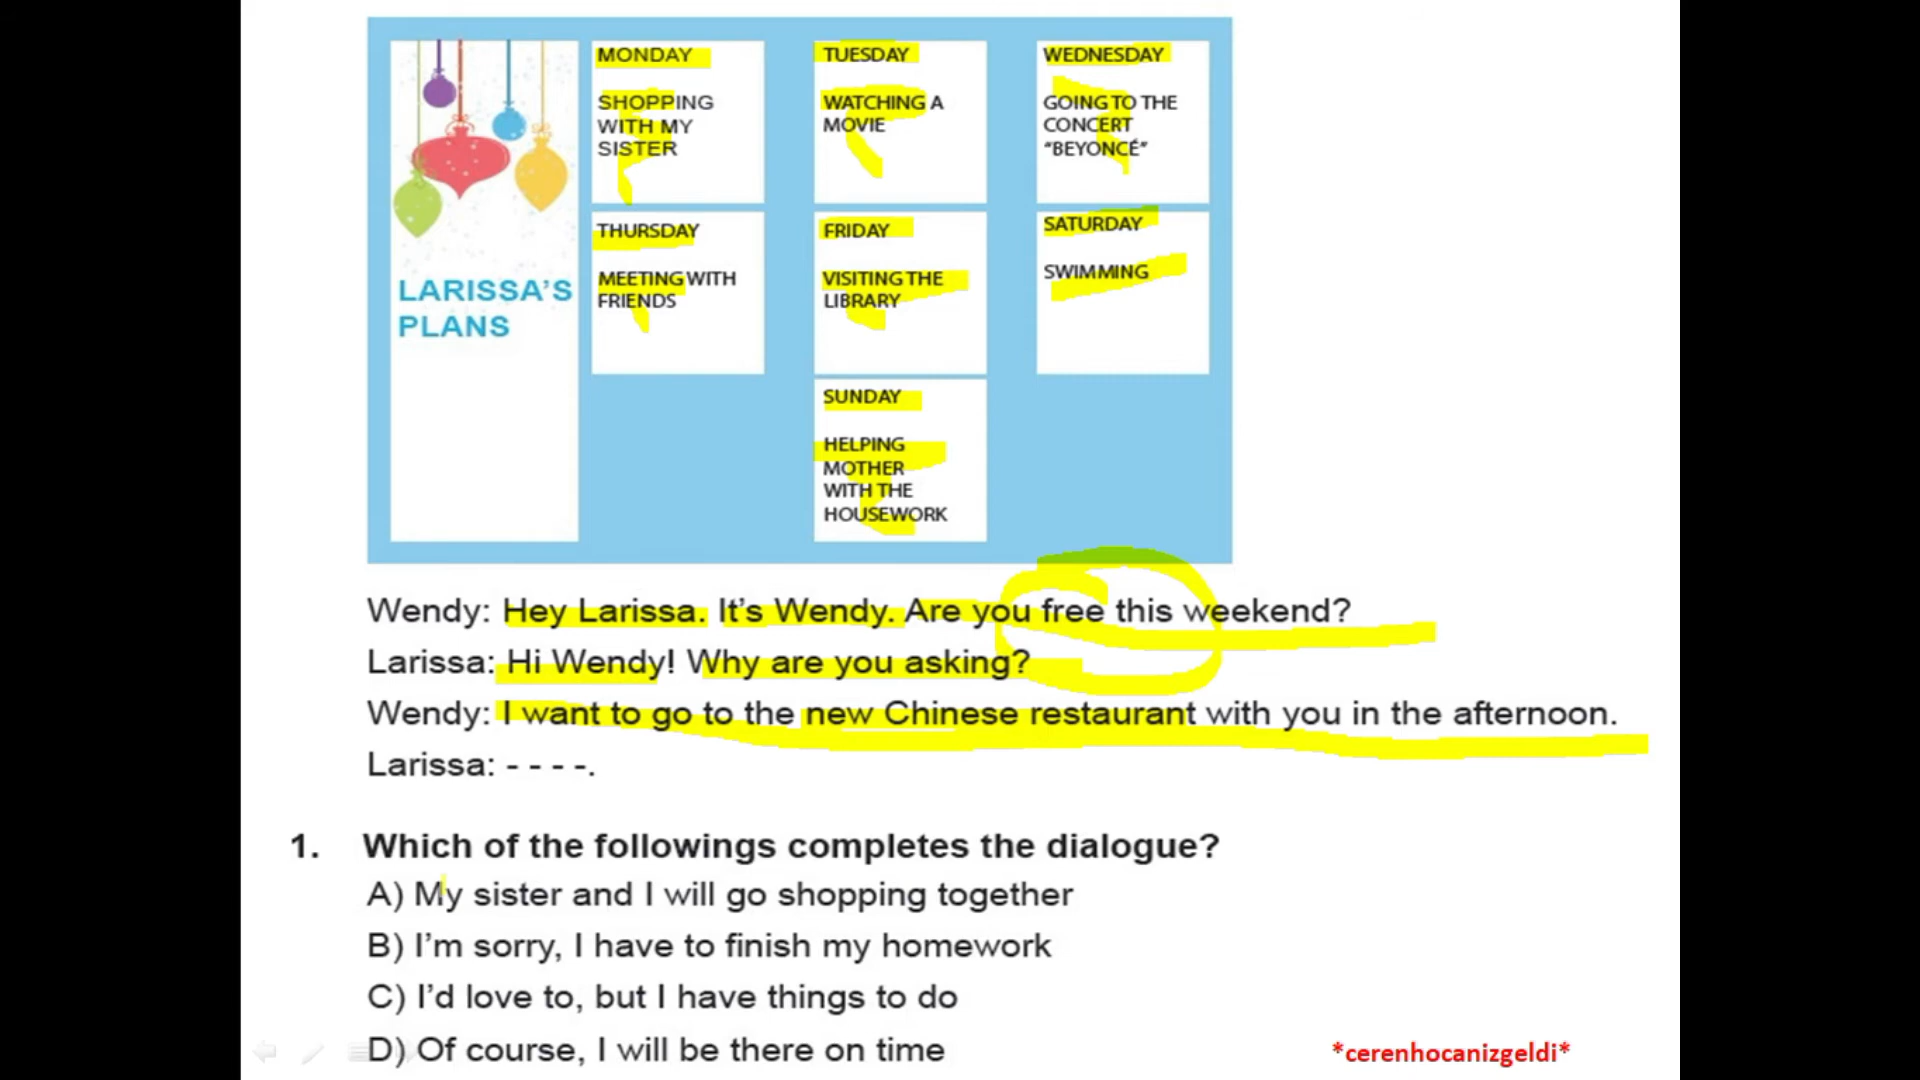 LARISSA'S
PLANS
MONDAY
SHOPPING
WITH MY
SISTER
TUESDAY
WATCHING A
MOVIE
WEDNESDAY
GOING TO THE
CONCERT
“BEYONCÉ”
THURSDAY
MEETING WITH
FRIENDS
FRIDAY
VISITING THE
LIBRARY
SATURDAY
SWIMMING
SUNDAY
HELPING
MOTHER
WITH THE
HOUSEWORK
Wendy: Hey Larissa. It's Wendy. Are you free this weekend?
Larissa: Hi Wendy! Why are you asking?
Wendy: I want to go to the new Chinese restaurant with you in the afternoon.
Larissa: - - - -.
1. Which of the followings completes the dialogue?
A) My sister and I will go shopping together
B) I'm sorry, I have to finish my homework
C) I'd love to, but I have things to do
D) Of course, I will be there on time
*cerenhocanizgeldi*